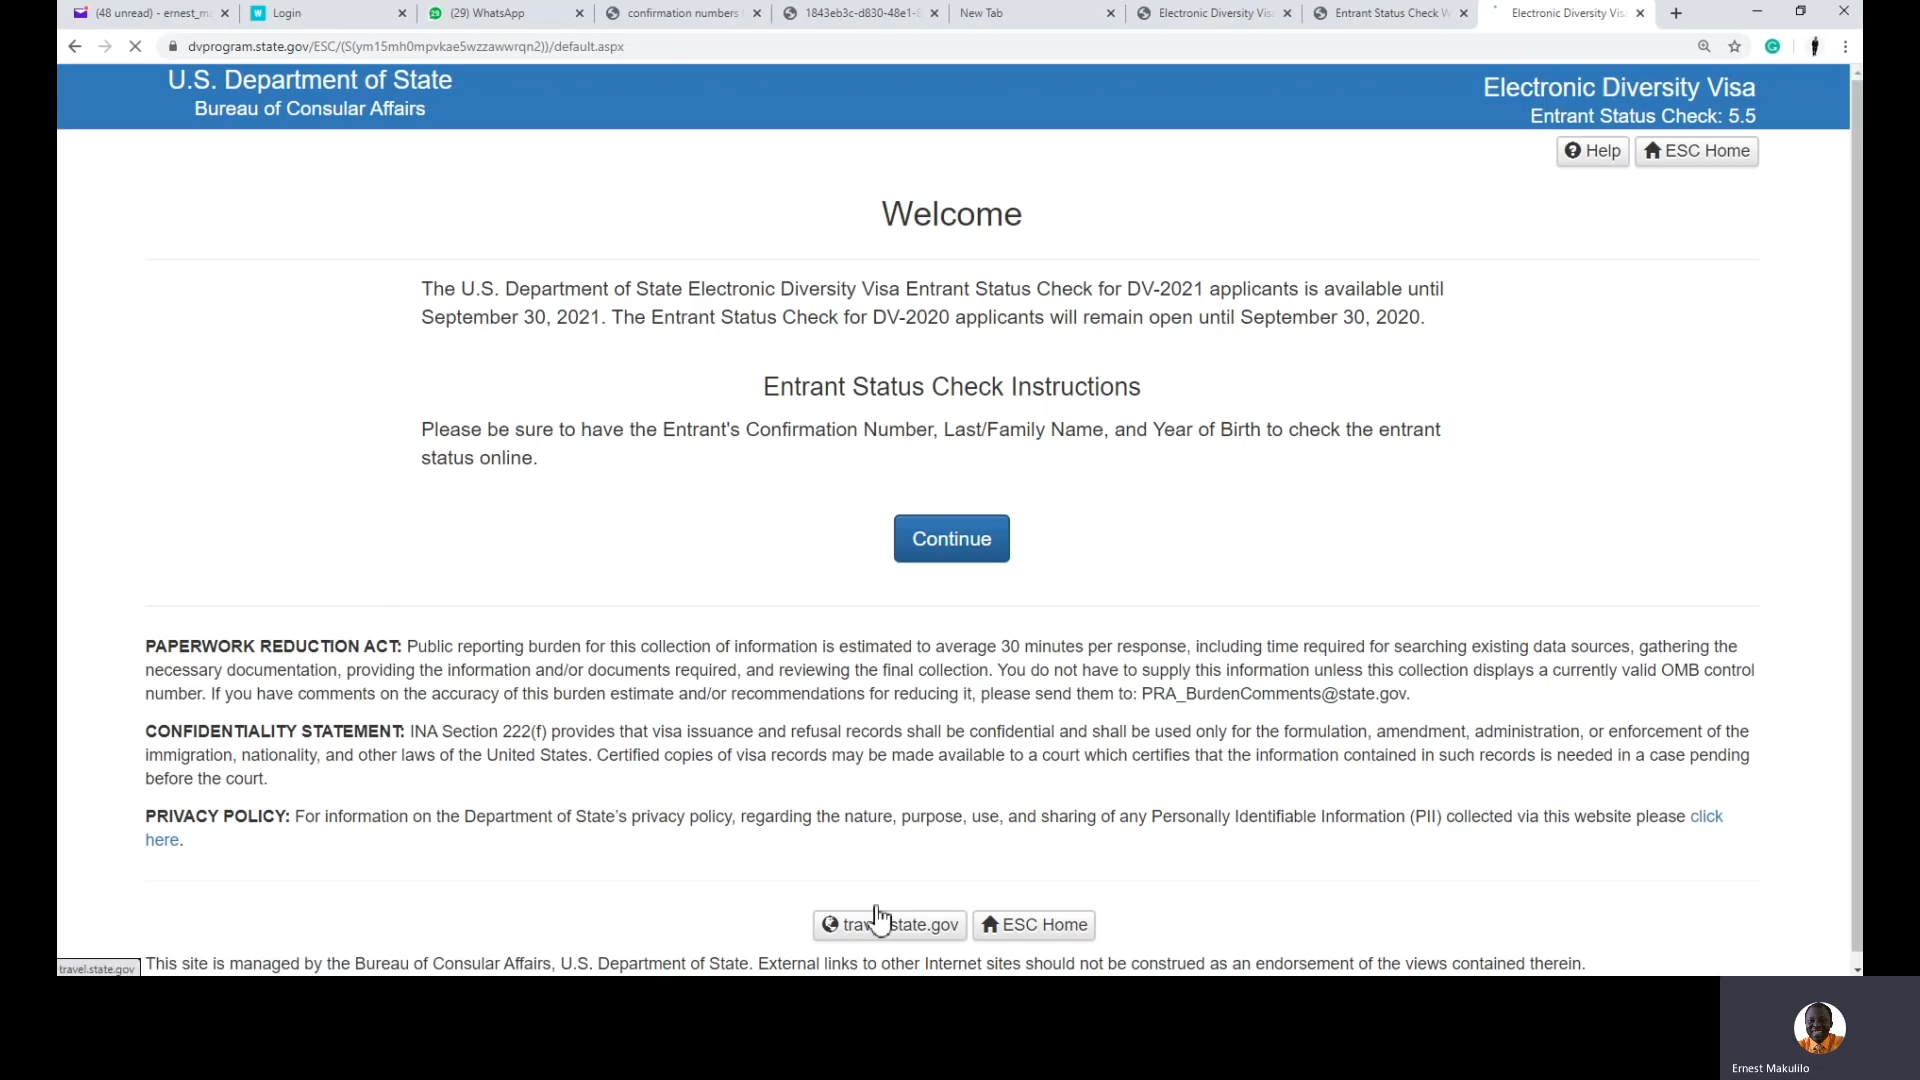 (48 unread) - ernest_m
Login
(29) WhatsApp
confirmation numbers
1843eb3c-d830-48e1-8
New Tab
Electronic Diversity Vis
Entrant Status Check W
Electronic Diversity Vis
dvprogram.state.gov/ESC/(S(ym15mh0mpvkae5wzzawwrqn2))/default.aspx
U.S. Department of State
Bureau of Consular Affairs
Electronic Diversity Visa
Entrant Status Check: 5.5
Help
ESC Home
Welcome
The U.S. Department of State Electronic Diversity Visa Entrant Status Check for DV-2021 applicants is available until
September 30, 2021. The Entrant Status Check for DV-2020 applicants will remain open until September 30, 2020.
Entrant Status Check Instructions
Please be sure to have the Entrant's Confirmation Number, Last/Family Name, and Year of Birth to check the entrant
status online.
Continue
PAPERWORK REDUCTION ACT: Public reporting burden for this collection of information is estimated to average 30 minutes per response, including time required for searching existing data sources, gathering the
necessary documentation, providing the information and/or documents required, and reviewing the final collection. You do not have to supply this information unless this collection displays a currently valid OMB control
number. If you have comments on the accuracy of this burden estimate and/or recommendations for reducing it, please send them to: PRA_BurdenComments@state.gov.
CONFIDENTIALITY STATEMENT: INA Section 222(f) provides that visa issuance and refusal records shall be confidential and shall be used only for the formulation, amendment, administration, or enforcement of the
immigration, nationality, and other laws of the United States. Certified copies of visa records may be made available to a court which certifies that the information contained in such records is needed in a case pending
before the court.
PRIVACY POLICY: For information on the Department of State's privacy policy, regarding the nature, purpose, use, and sharing of any Personally Identifiable Information (PII) collected via this website please click
here.
travel.state.gov
ESC Home
travel.state.gov
This site is managed by the Bureau of Consular Affairs, U.S. Department of State. External links to other Internet sites should not be construed as an endorsement of the views contained therein.
Ernest Makulilo